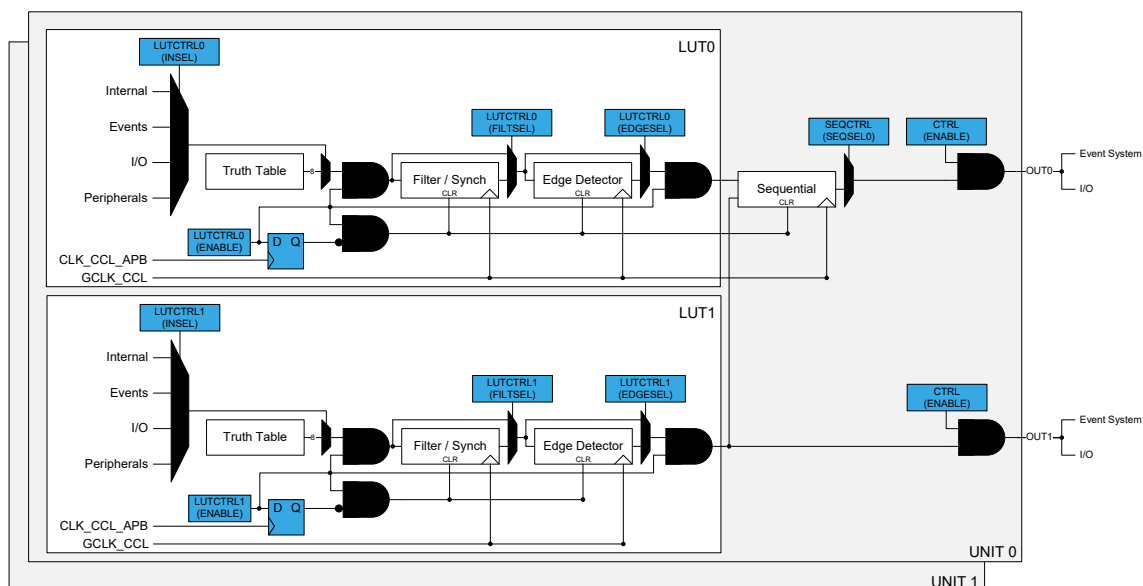 LUT0
LUTCTRL0
(INSEL)
Internal
Events
I/O
Peripherals
Truth Table
8
LUTCTRL0
(FILTSEL)
Filter / Synch
CLR
LUTCTRL0
(EDGESEL)
Edge Detector
CLR
SEQCTRL
(SEQSEL0)
Sequential
CLR
CTRL
(ENABLE)
OUT0
Event System
I/O
LUTCTRL0
(ENABLE)
D Q
CLK_CCL_APB
GCLK_CCL
LUT1
LUTCTRL1
(INSEL)
Internal
Events
I/O
Peripherals
Truth Table
8
LUTCTRL1
(FILTSEL)
Filter / Synch
CLR
LUTCTRL1
(EDGESEL)
Edge Detector
CLR
CTRL
(ENABLE)
OUT1
Event System
I/O
LUTCTRL1
(ENABLE)
D Q
CLK_CCL_APB
GCLK_CCL
UNIT 0
UNIT 1